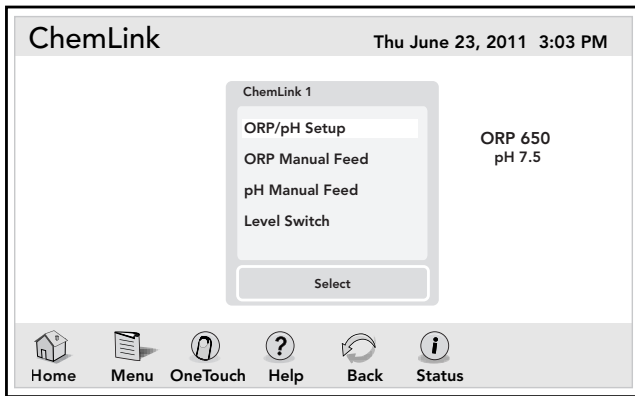 ChemLink Thu June 23, 2011 3:03 PM
ChemLink 1
ORP/pH Setup
ORP Manual Feed
pH Manual Feed
Level Switch
Select
ORP 650
pH 7.5
? i
Home Menu OneTouch Help Back Status